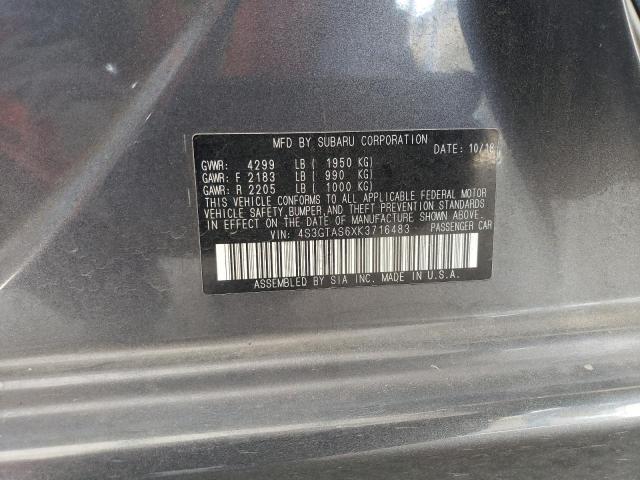 MFD BY SUBARU CORPORATION
DATE: 10/18
GVWR: 4299 LB ( 1950 KG)
GAWR: F 2183 LB ( 990 KG)
GAWR: R 2205 LB ( 1000 KG)
THIS VEHICLE CONFORMS TO ALL APPLICABLE FEDERAL MOTOR
VEHICLE SAFETY, BUMPER, AND THEFT PREVENTION STANDARDS
IN EFFECT ON THE DATE OF MANUFACTURE SHOWN ABOVE.
VIN: 4S3GTAS6XK3716483 PASSENGER CAR
ASSEMBLED BY SIA INC. MADE IN U.S.A.